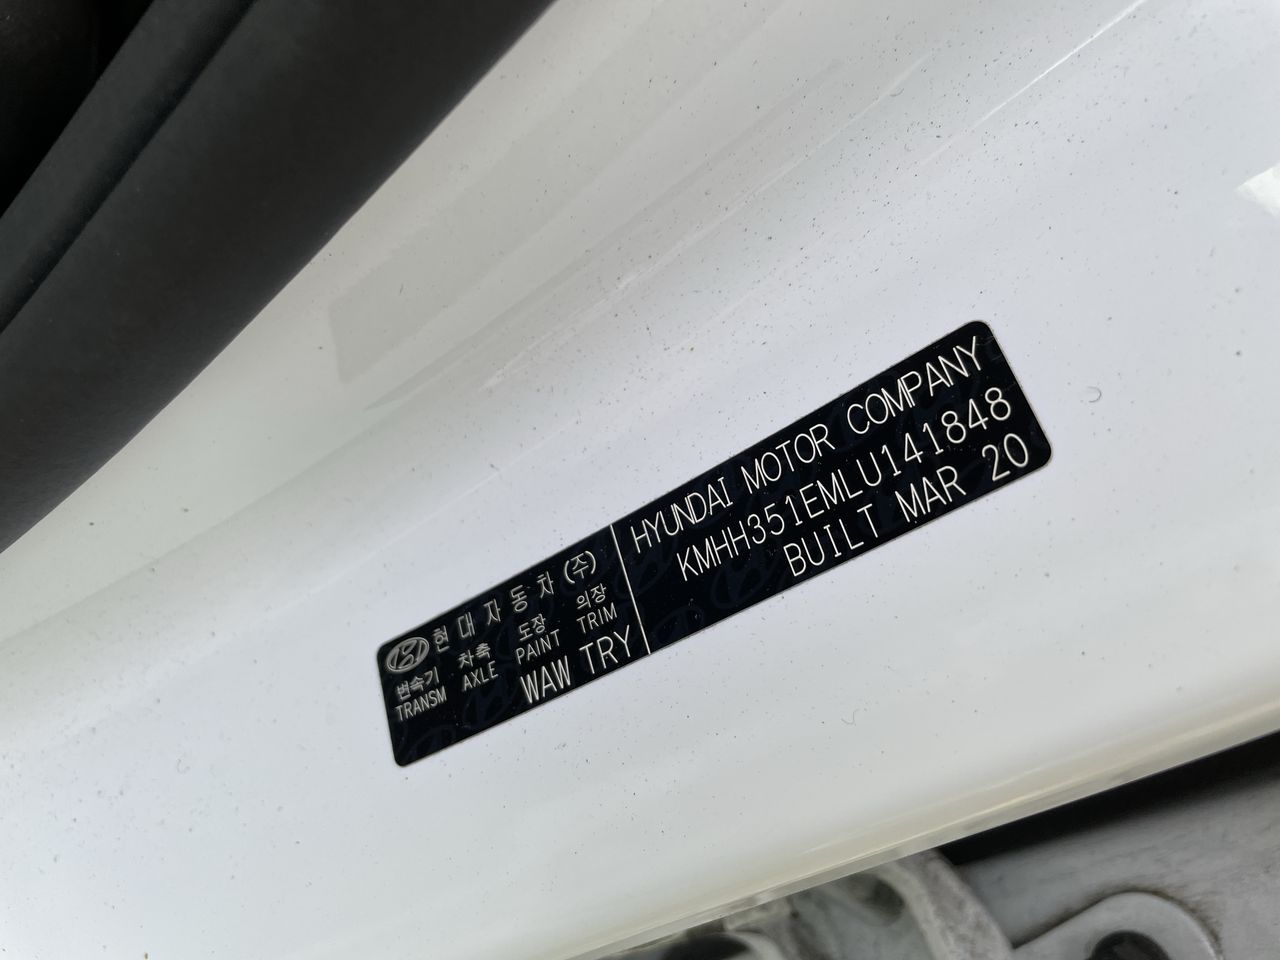 현대자동차(주)
변속기 차축 도장 의장
TRANSM AXLE PAINT TRIM
WAW TRY
HYUNDAI MOTOR COMPANY
KMHH351EMLU141848
BUILT MAR 20